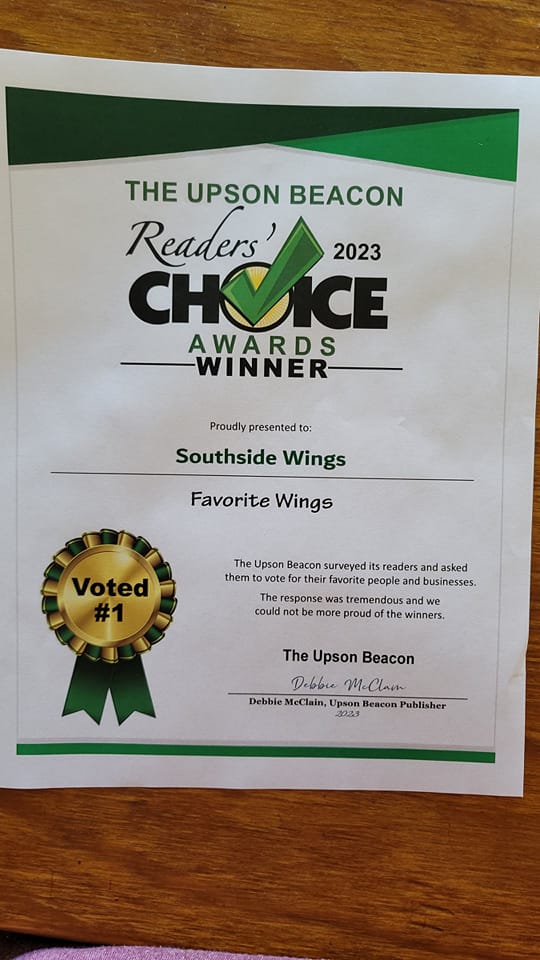 THE UPSON BEACON
Readers' 2023
CHOICE
AWARDS
WINNER
Proudly presented to:
Southside Wings
Favorite Wings
Voted
#1
The Upson Beacon surveyed its readers and asked
them to vote for their favorite people and businesses.
The response was tremendous and we
could not be more proud of the winners.
The Upson Beacon
Debbie McClain
Debbie McClain, Upson Beacon Publisher
2023